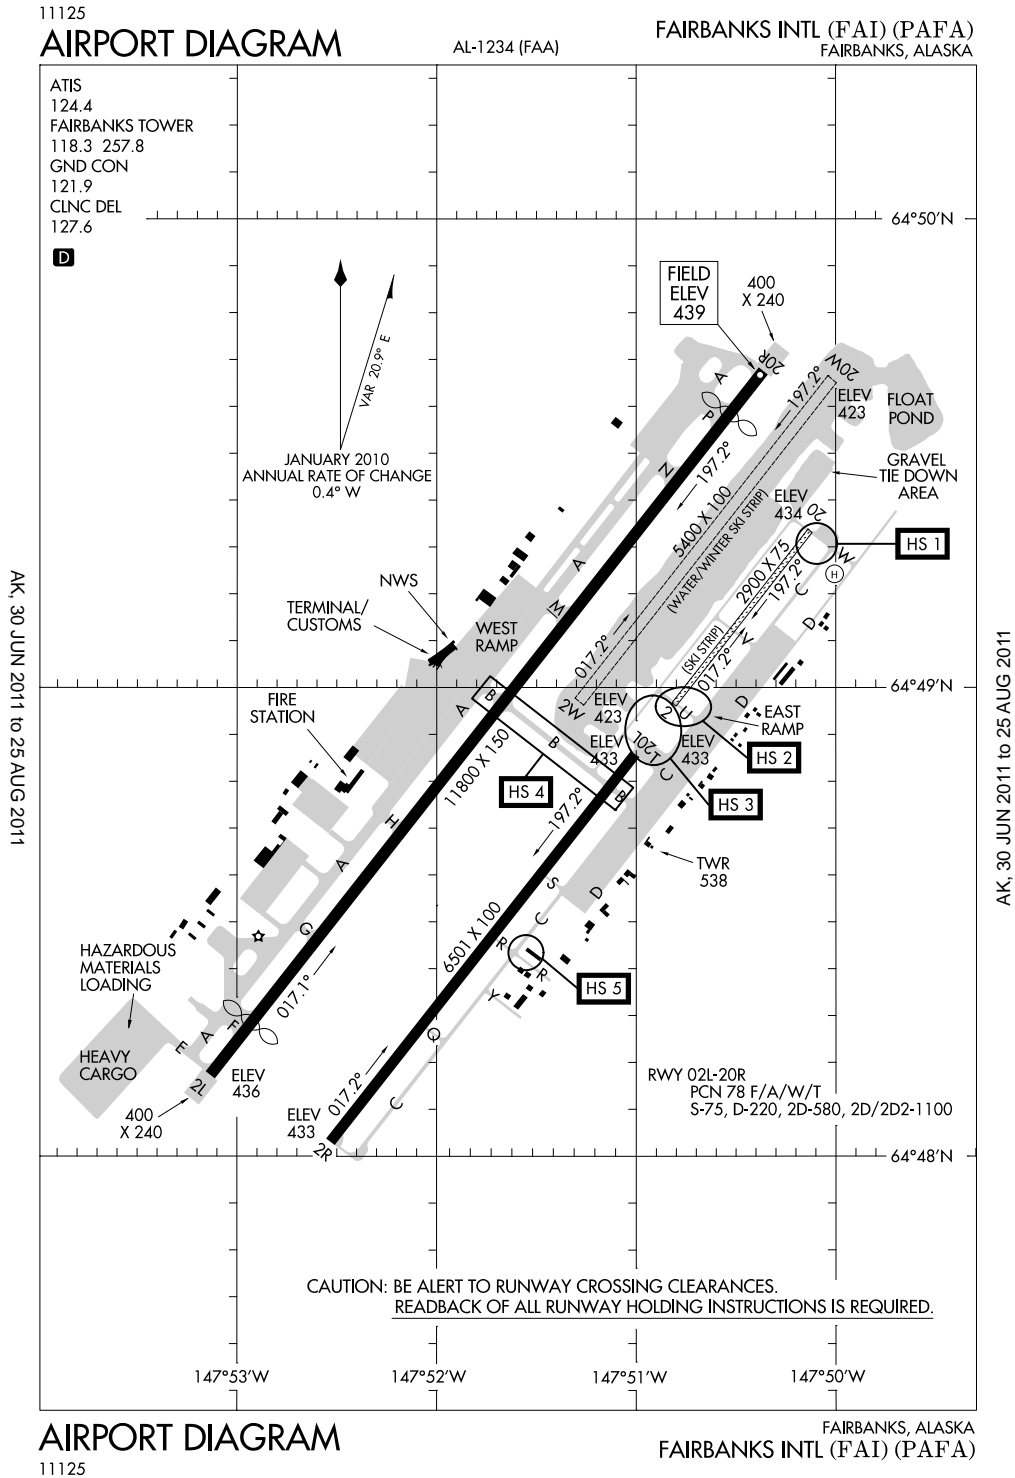 11125
AIRPORT DIAGRAM
AL-1234 (FAA)
FAIRBANKS INTL (FAI) (PAFA)
FAIRBANKS, ALASKA
ATIS
124.4
FAIRBANKS TOWER
118.3 257.8
GND CON
121.9
CLNC DEL
127.6
D
64°50'N
VAR 20.9° E
JANUARY 2010
ANNUAL RATE OF CHANGE
0.4° W
FIELD
ELEV
439
400
X 240
20R
A
P
197.2°
N
197.2°
20W
ELEV
423
FLOAT
POND
GRAVEL
TIE DOWN
AREA
5400 X 100
(WATER/WINTER SKI STRIP)
ELEV
434
20
HS 1
W
H
2900 X 75
197.2°
C
D
V
(SKI STRIP)
017.2°
017.2°
A
M
NWS
TERMINAL/
CUSTOMS
WEST
RAMP
64°49'N
FIRE
STATION
A
B
B
B
2W
ELEV
423
2
U
D
EAST
RAMP
ELEV
433
1
20L
ELEV
433
C
HS 2
HS 3
HS 4
11800 X 150
197.2°
H
A
TWR
538
S
D
C
G
R
R
6501 X 100
HS 5
Y
017.1°
HAZARDOUS
MATERIALS
LOADING
F
A
E
HEAVY
CARGO
2L
ELEV
436
400
X 240
Q
C
017.2°
ELEV
433
2R
RWY 02L-20R
PCN 78 F/A/W/T
S-75, D-220, 2D-580, 2D/2D2-1100
64°48'N
CAUTION: BE ALERT TO RUNWAY CROSSING CLEARANCES.
READBACK OF ALL RUNWAY HOLDING INSTRUCTIONS IS REQUIRED.
147°53'W
147°52'W
147°51'W
147°50'W
AK, 30 JUN 2011 to 25 AUG 2011
AK, 30 JUN 2011 to 25 AUG 2011
AIRPORT DIAGRAM
11125
FAIRBANKS, ALASKA
FAIRBANKS INTL (FAI) (PAFA)